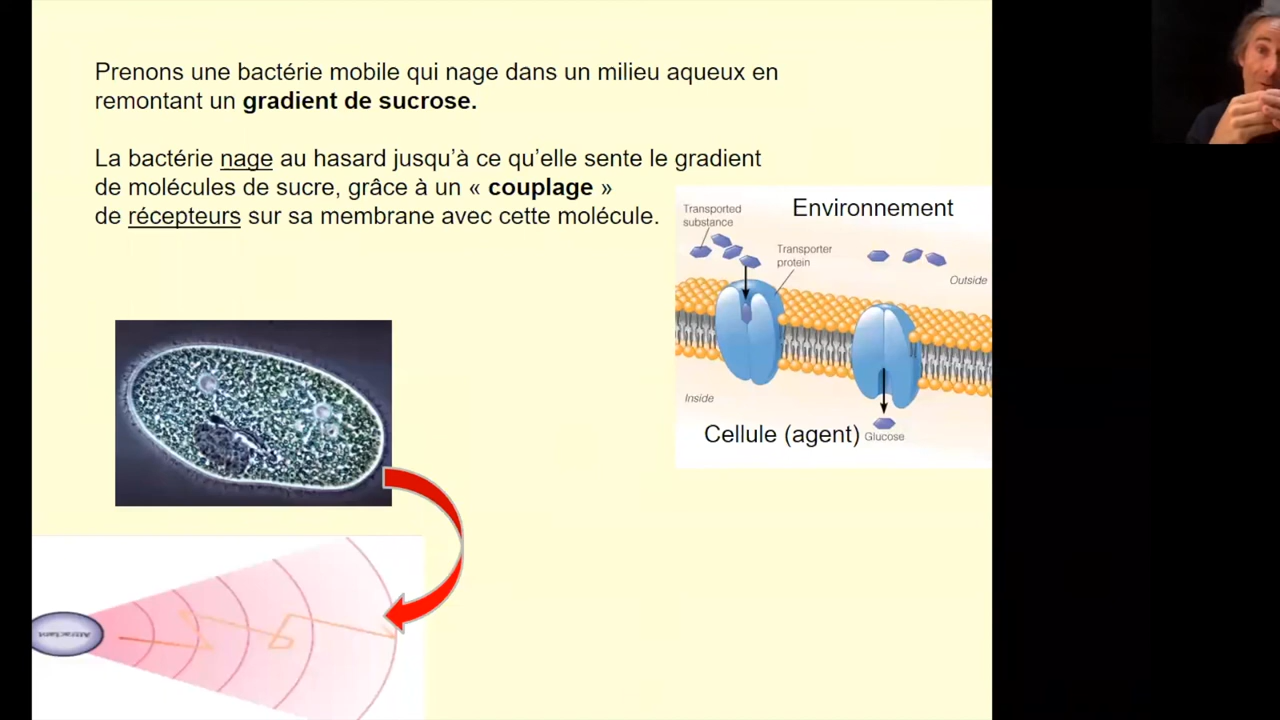 Prenons une bactérie mobile qui nage dans un milieu aqueux en
remontant un gradient de sucrose.
La bactérie nage au hasard jusqu'à ce qu'elle sente le gradient
de molécules de sucre, grâce à un « couplage »
de récepteurs sur sa membrane avec cette molécule.
Transported
substance
Environnement
Transporter
protein
Outside
Inside
Cellule (agent)
Glucose
Attractant